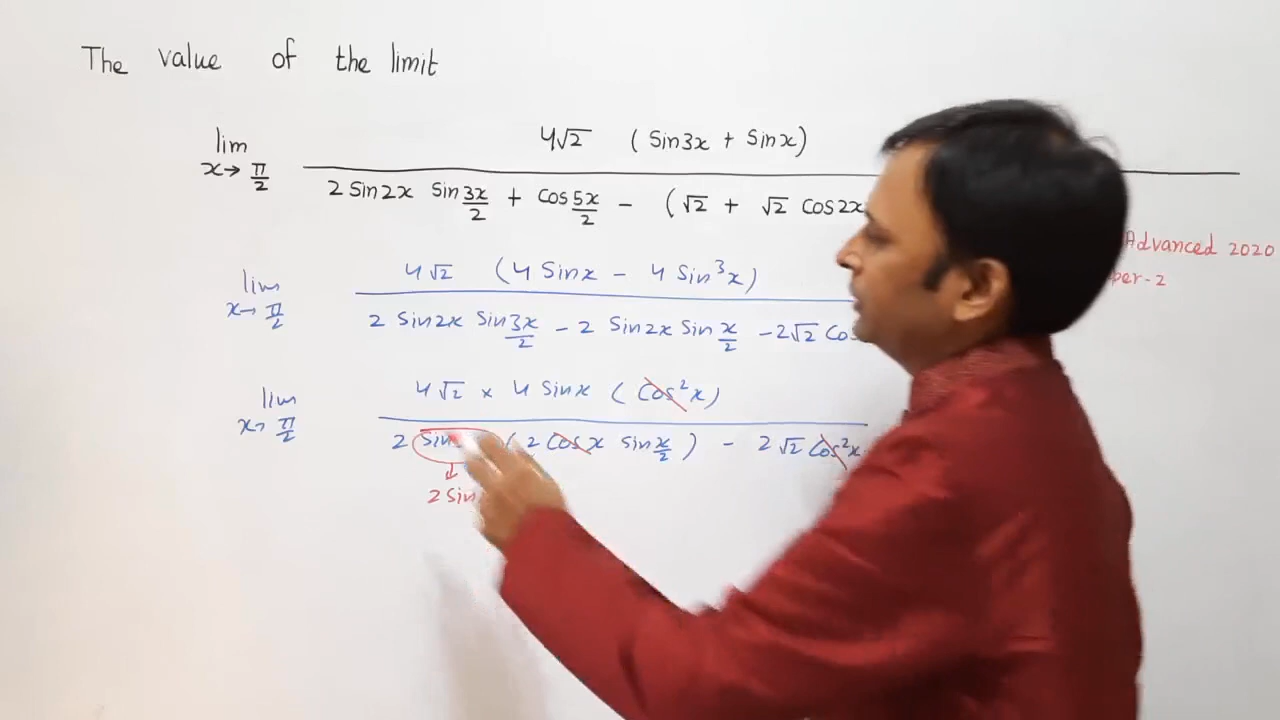 The value of the limit
lim x→ π/2
4√2 ( Sin3x + Sinx)
2 Sin2x Sin 3x/2 + Cos 5x/2 − ( √2 + √2 Cos2x
Advanced 2020
per-2
lim x→ π/2
4√2 ( 4 Sinx − 4 Sin³x )
2 Sin2x Sin 3x/2 − 2 Sin2x Sin x/2 − 2√2 Cos
lim x→ π/2
4√2 × 4 Sinx ( Cos²x )
2 Sin ( 2 Cosx Sin x/2 ) − 2√2 Cos²x
↓
2 Sin